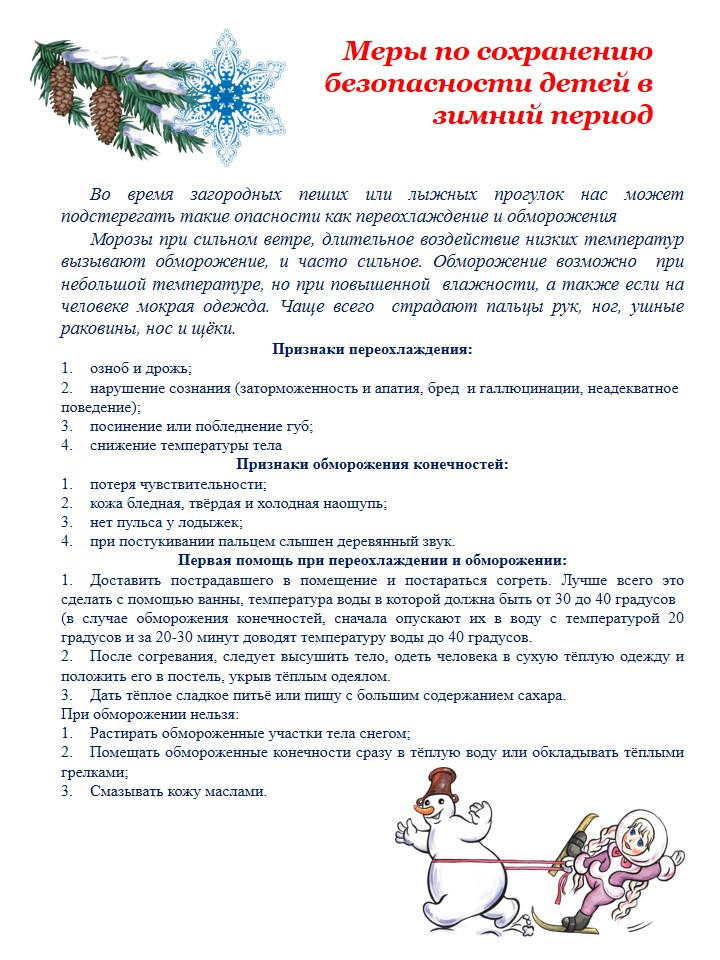 Меры по сохранению
безопасности детей в
зимний период
Во время загородных пеших или лыжных прогулок нас может
подстерегать такие опасности как переохлаждение и обморожения
Морозы при сильном ветре, длительное воздействие низких температур
вызывают обморожение, и часто сильное. Обморожение возможно при
небольшой температуре, но при повышенной влажности, а также если на
человеке мокрая одежда. Чаще всего страдают пальцы рук, ног, ушные
раковины, нос и щёки.
Признаки переохлаждения:
1. озноб и дрожь;
2. нарушение сознания (заторможенность и апатия, бред и галлюцинации, неадекватное
поведение);
3. посинение или побледнение губ;
4. снижение температуры тела
Признаки обморожения конечностей:
1. потеря чувствительности;
2. кожа бледная, твёрдая и холодная наощупь;
3. нет пульса у лодыжек;
4. при постукивании пальцем слышен деревянный звук.
Первая помощь при переохлаждении и обморожении:
1. Доставить пострадавшего в помещение и постараться согреть. Лучше всего это
сделать с помощью ванны, температура воды в которой должна быть от 30 до 40 градусов
(в случае обморожения конечностей, сначала опускают их в воду с температурой 20
градусов и за 20-30 минут доводят температуру воды до 40 градусов.
2. После согревания, следует высушить тело, одеть человека в сухую тёплую одежду и
положить его в постель, укрыв тёплым одеялом.
3. Дать тёплое сладкое питьё или пищу с большим содержанием сахара.
При обморожении нельзя:
1. Растирать обмороженные участки тела снегом;
2. Помещать обмороженные конечности сразу в тёплую воду или обкладывать тёплыми
грелками;
3. Смазывать кожу маслами.